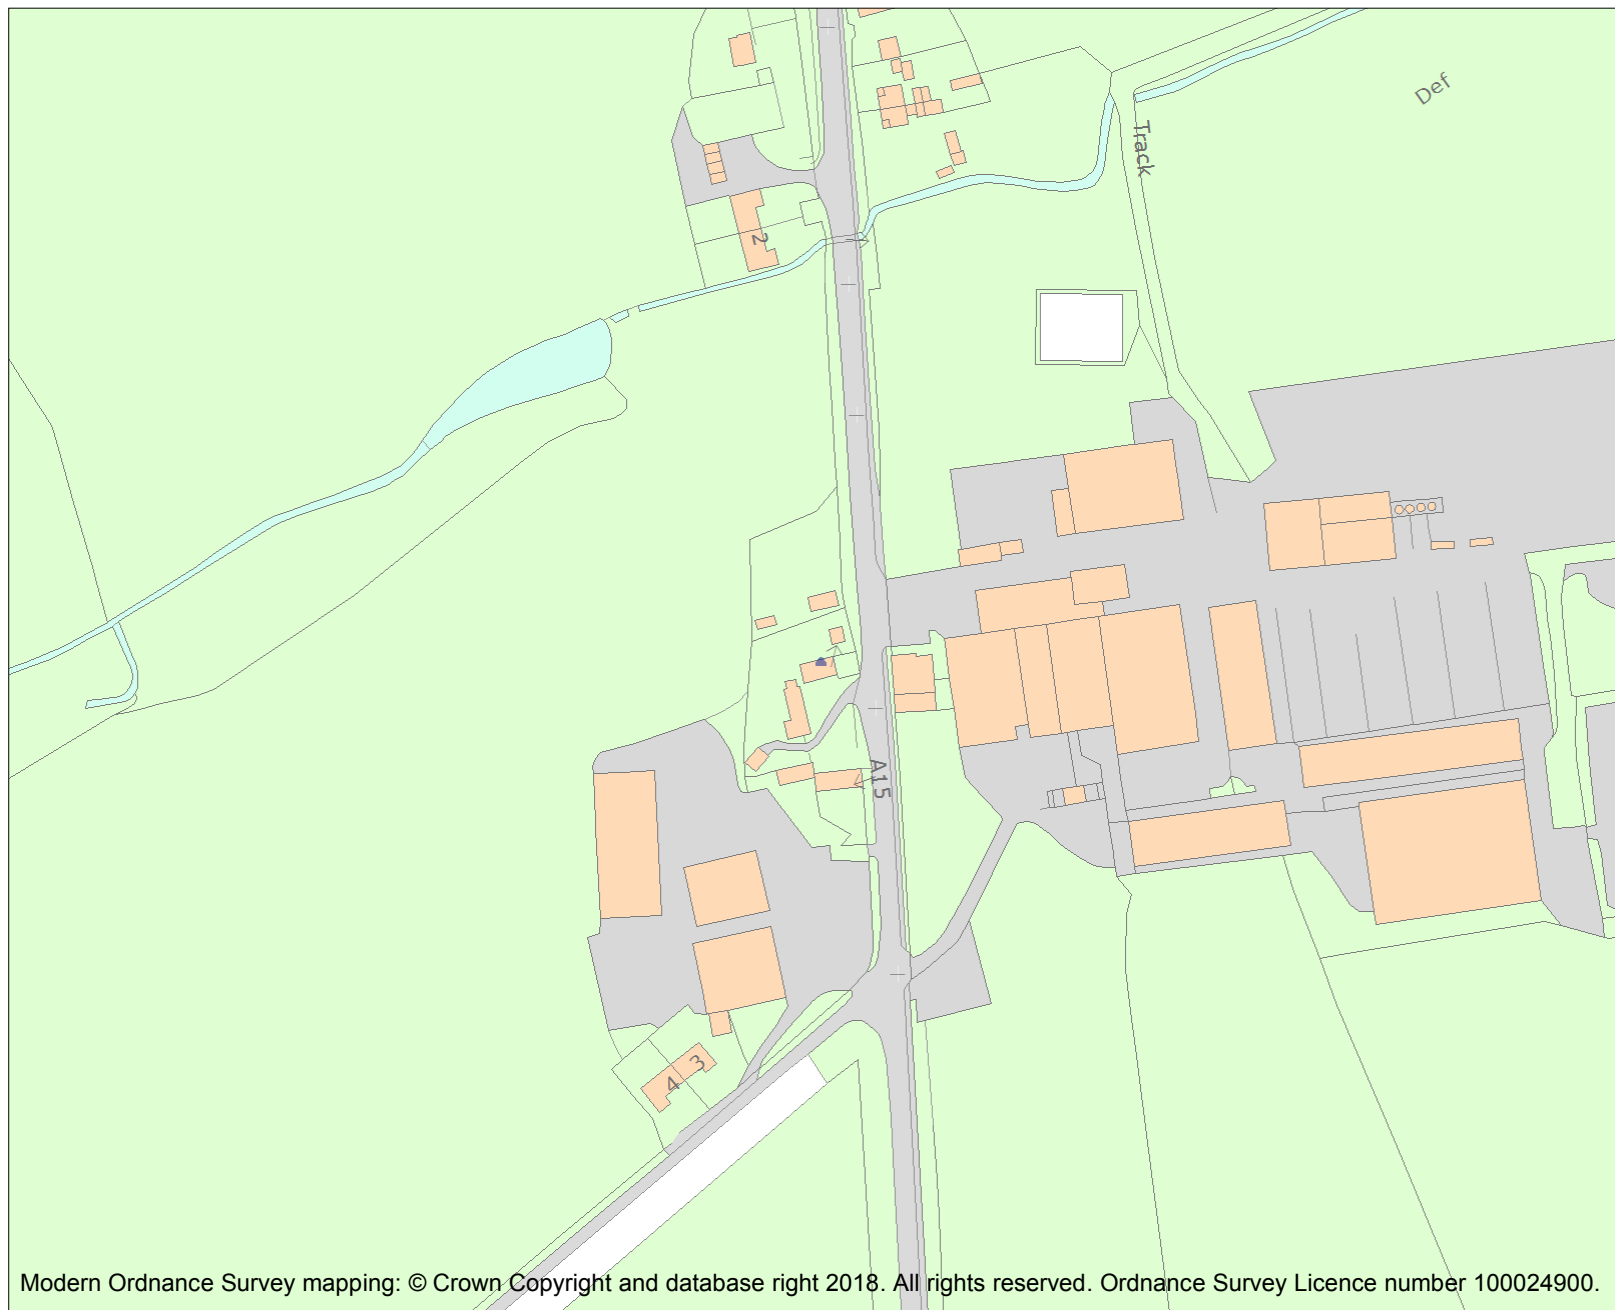 Def
Track
2
A15
3
4
Modern Ordnance Survey mapping: © Crown Copyright and database right 2018. All rights reserved. Ordnance Survey Licence number 100024900.